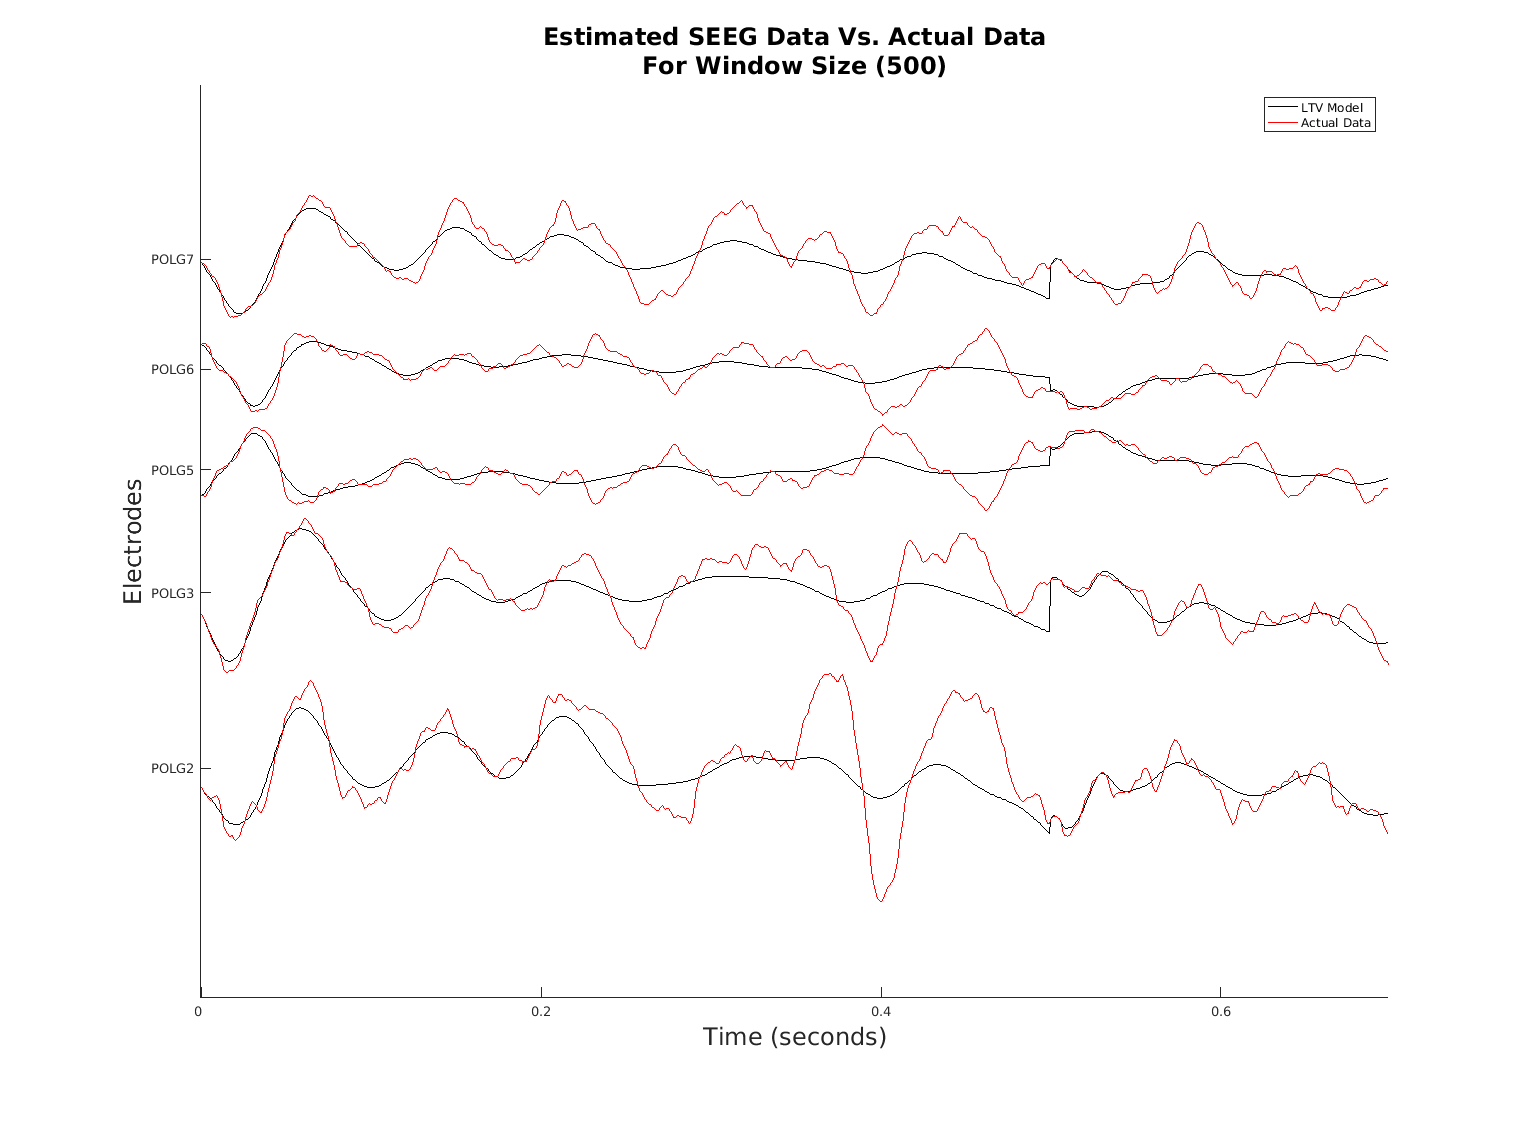 Estimated SEEG Data Vs. Actual Data
For Window Size (500)
LTV Model
Actual Data
POLG7
POLG6
POLG5
POLG3
POLG2
Electrodes
0
0.2
0.4
0.6
Time (seconds)